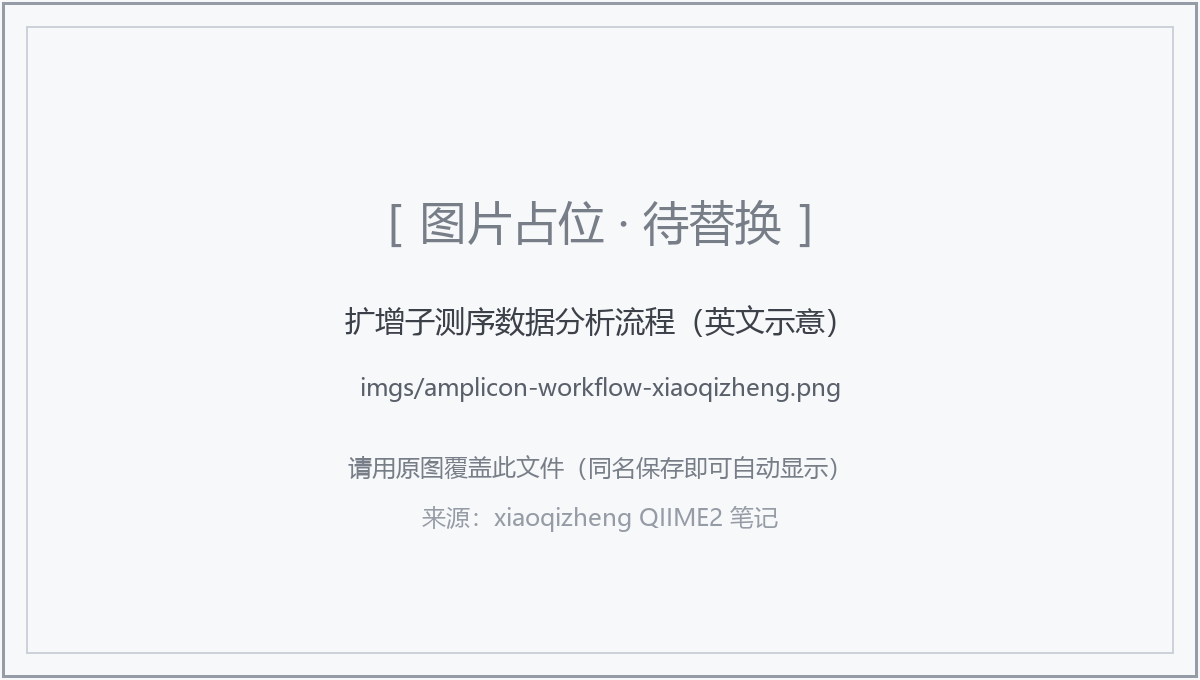 [ 图片占位 · 待替换 ]
扩增子测序数据分析流程（英文示意）
imgs/amplicon-workflow-xiaoqizheng.png
请用原图覆盖此文件（同名保存即可自动显示）
来源：xiaoqizheng QIIME2 笔记